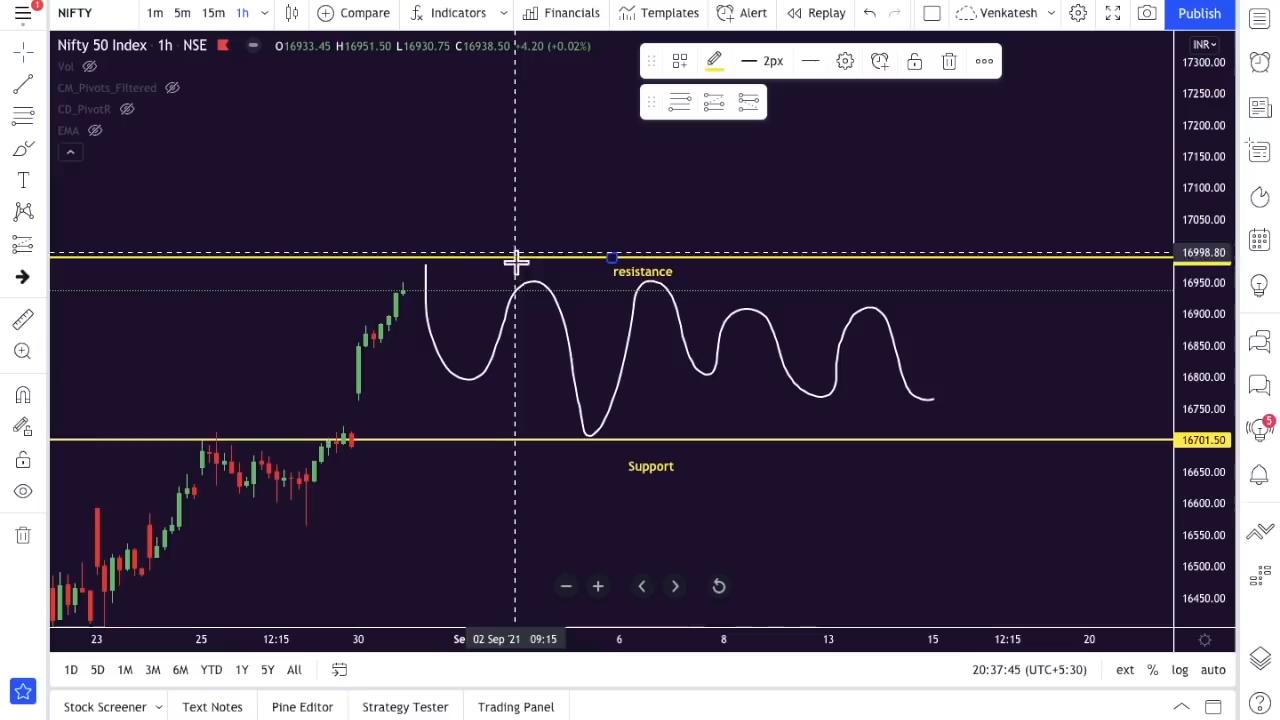 NIFTY 1m 5m 15m 1h Compare Indicators Financials Templates Alert Replay Venkatesh Publish
1
Nifty 50 Index · 1h · NSE O16933.45 H16951.50 L16930.75 C16938.50 +4.20 (+0.02%) INR
Vol
CM_Pivots_Filtered
CD_PivotR
EMA
2px
17300.00
17250.00
17200.00
17150.00
17100.00
17050.00
16998.80
resistance
16950.00
16900.00
16850.00
16800.00
16750.00
16701.50
Support
16650.00
16600.00
16550.00
16500.00
16450.00
5
23 25 12:15 30 Se 02 Sep '21 09:15 6 8 13 15 12:15 20
1D 5D 1M 3M 6M YTD 1Y 5Y All 20:37:45 (UTC+5:30) ext % log auto
Stock Screener Text Notes Pine Editor Strategy Tester Trading Panel